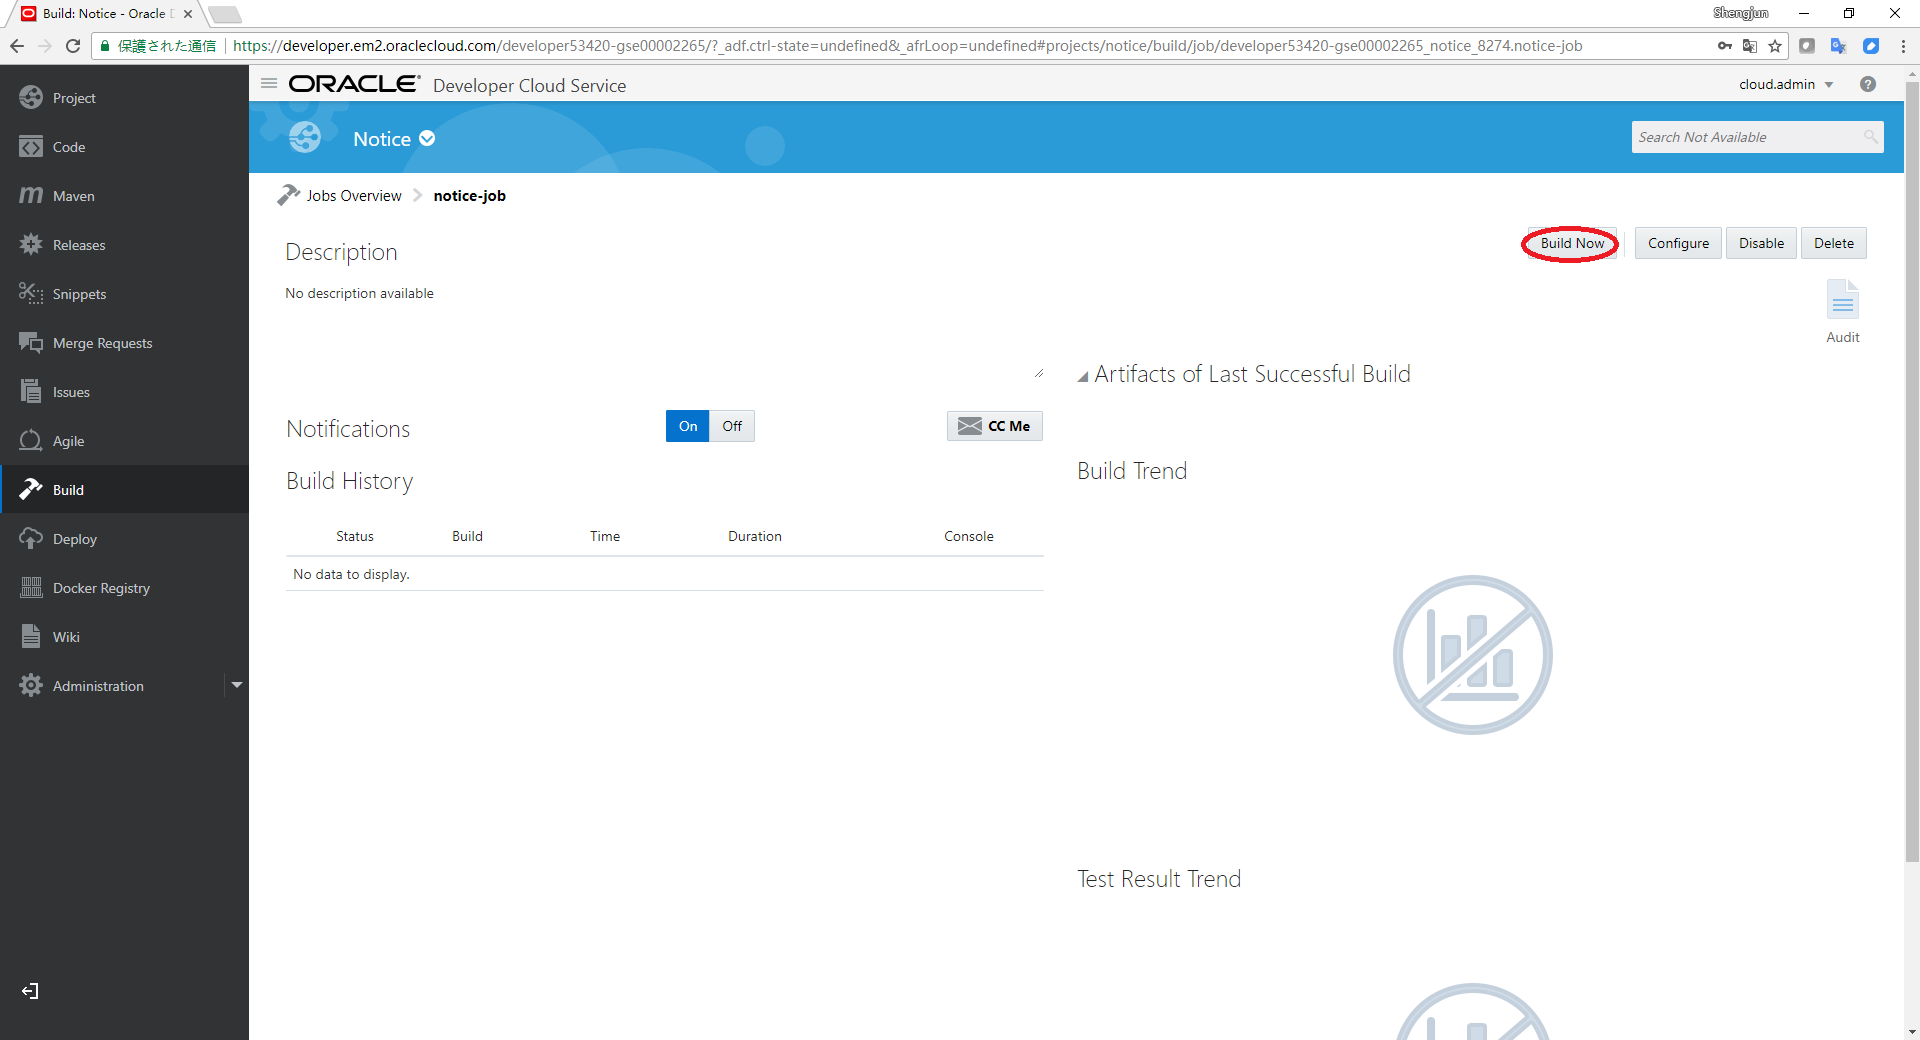 Build: Notice - Oracle D
Shengjun
保護された通信
https://developer.em2.oraclecloud.com/developer53420-gse00002265/?_adf.ctrl-state=undefined&_afrLoop=undefined#projects/notice/build/job/developer53420-gse00002265_notice_8274.notice-job
ORACLE® Developer Cloud Service
cloud.admin
Notice
Search Not Available
Project
Code
Maven
Releases
Snippets
Merge Requests
Issues
Agile
Build
Deploy
Docker Registry
Wiki
Administration
Jobs Overview > notice-job
Build Now
Configure
Disable
Delete
Audit
Description
No description available
Notifications
On
Off
CC Me
Build History
Status Build Time Duration Console
No data to display.
Artifacts of Last Successful Build
Build Trend
Test Result Trend